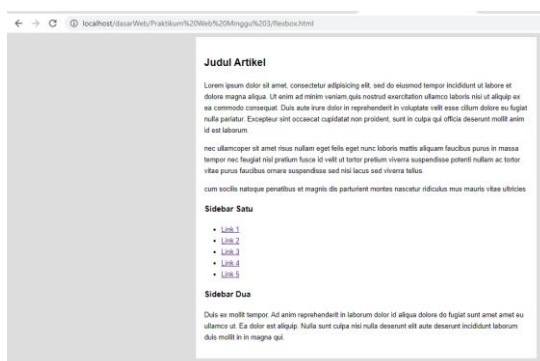 localhost/dasarWeb/Praktikum%20Web%20Minggu%203/flexbox.html
Judul Artikel
Lorem ipsum dolor sit amet, consectetur adipisicing elit, sed do eiusmod tempor incididunt ut labore et
dolore magna aliqua. Ut enim ad minim veniam,quis nostrud exercitation ullamco laboris nisi ut aliquip ex
ea commodo consequat. Duis aute irure dolor in reprehenderit in voluptate velit esse cillum dolore eu fugiat
nulla pariatur. Excepteur sint occaecat cupidatat non proident, sunt in culpa qui officia deserunt mollit anim
id est laborum.
nec ullamcorper sit amet risus nullam eget felis eget nunc loboris mattis aliquam faucibus purus in massa
tempor nec feugiat nisl pretium fusce id velit ut tortor pretium viverra suspendisse potenti nullam ac tortor
vitae purus faucibus ornare suspendisse sed nisi lacus sed viverra tellus.
cum sociis natoque penatibus et magnis dis parturient montes nascetur ridiculus mus mauris vitae ultricies
Sidebar Satu
Link 1
Link 2
Link 3
Link 4
Link 5
Sidebar Dua
Duis ex mollit tempor. Ad anim reprehenderit in laborum dolor id aliqua dolore do fugiat sunt amet amet eu
ullamco ut. Ea dolor est aliquip. Nulla sunt culpa nisi nulla deserunt elit aute deserunt incididunt laborum
duis mollit in in magna qui.